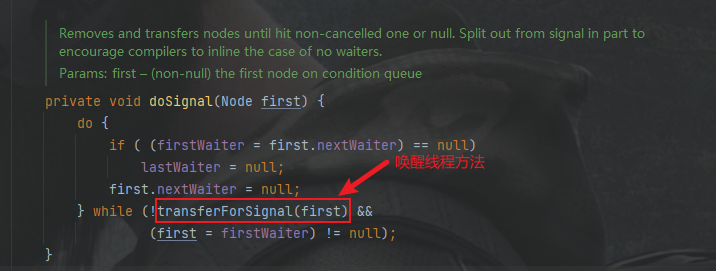 Removes and transfers nodes until hit non-cancelled one or null. Split out from signal in part to
encourage compilers to inline the case of no waiters.
Params: first – (non-null) the first node on condition queue
private void doSignal(Node first) {
do {
if ( (firstWaiter = first.nextWaiter) == null)
lastWaiter = null;
唤醒线程方法
first.nextWaiter = null;
} while (!transferForSignal(first) &&
(first = firstWaiter) != null);
}